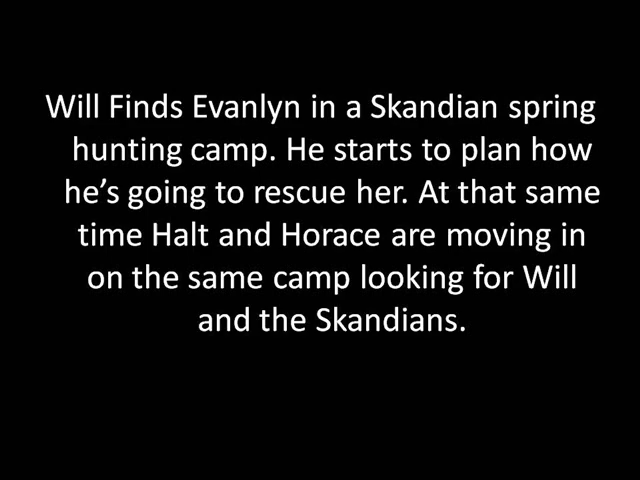 Will Finds Evanlyn in a Skandian spring
hunting camp. He starts to plan how
he’s going to rescue her. At that same
time Halt and Horace are moving in
on the same camp looking for Will
and the Skandians.